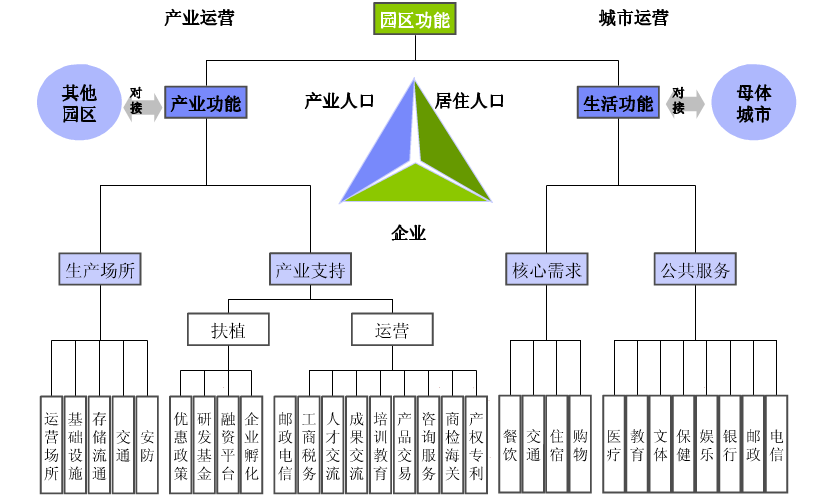 产业运营
园区功能
城市运营
其他
园区
对
接
产业功能
产业人口
居住人口
生活功能
对
接
母体
城市
企业
生产场所
产业支持
核心需求
公共服务
扶植
运营
运营场所
基础设施
存储流通
交通
安防
优惠政策
研发基金
融资平台
企业孵化
邮政电信
工商税务
人才交流
成果交流
培训教育
产品交易
咨询服务
商检海关
产权专利
餐饮
交通
住宿
购物
医疗
教育
文体
保健
娱乐
银行
邮政
电信